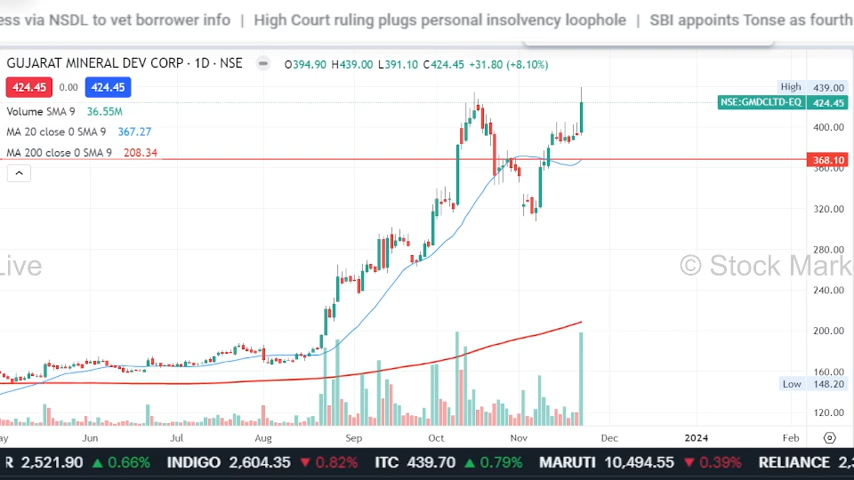 ess via NSDL to vet borrower info | High Court ruling plugs personal insolvency loophole | SBI appoints Tonse as fourth
GUJARAT MINERAL DEV CORP · 1D · NSE O394.90 H439.00 L391.10 C424.45 +31.80 (+8.10%)
424.45 0.00 424.45
Volume SMA 9 36.55M
MA 20 close 0 SMA 9 367.27
MA 200 close 0 SMA 9 208.34
High 439.00
NSE:GMDCLTD-EQ 424.45
400.00
368.10
360.00
320.00
280.00
240.00
200.00
160.00
Low 148.20
120.00
Live
© Stock Mark
ay Jun Jul Aug Sep Oct Nov Dec 2024 Feb
R 2,521.90 ▲ 0.66% INDIGO 2,604.35 ▼ 0.82% ITC 439.70 ▲ 0.79% MARUTI 10,494.55 ▼ 0.39% RELIANCE 2,